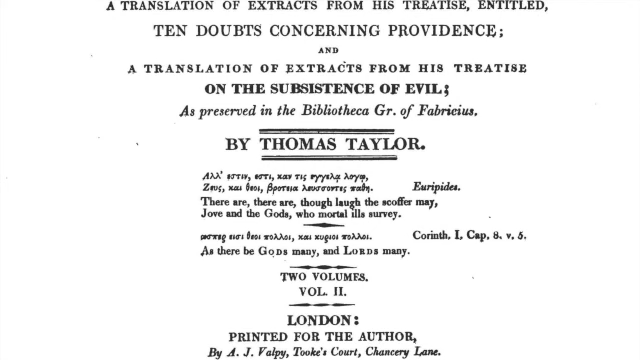 A TRANSLATION OF EXTRACTS FROM HIS TREATISE, ENTITLED,
TEN DOUBTS CONCERNING PROVIDENCE;
AND
A TRANSLATION OF EXTRACTS FROM HIS TREATISE
ON THE SUBSISTENCE OF EVIL;
As preserved in the Bibliotheca Gr. of Fabricius.
BY THOMAS TAYLOR.
Αλλ' εστιν, εστι, καν τις εγγελᾳ λογῳ,
Ζευς, και θεοι, βροτεια λευσσοντες παθη. Euripides.
There are, there are, though laugh the scoffer may,
Jove and the Gods, who mortal ills survey.
ωσπερ εισι θεοι πολλοι, και κυριοι πολλοι. Corinth. I. Cap. 8. v. 5.
As there be GODS many, and LORDS many.
TWO VOLUMES.
VOL. II.
LONDON:
PRINTED FOR THE AUTHOR,
By A. J. Valpy, Tooke's Court, Chancery Lane.